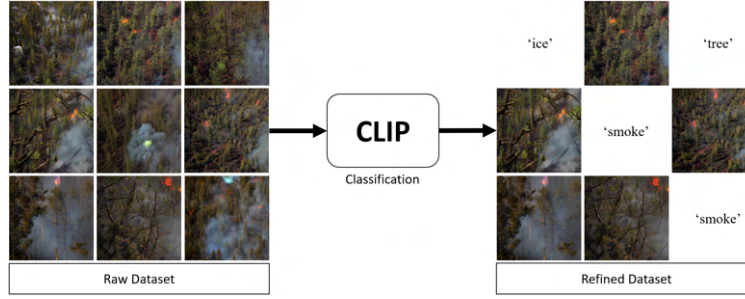 ‘ice’
‘tree’
CLIP
‘smoke’
Classification
‘smoke’
Raw Dataset
Refined Dataset